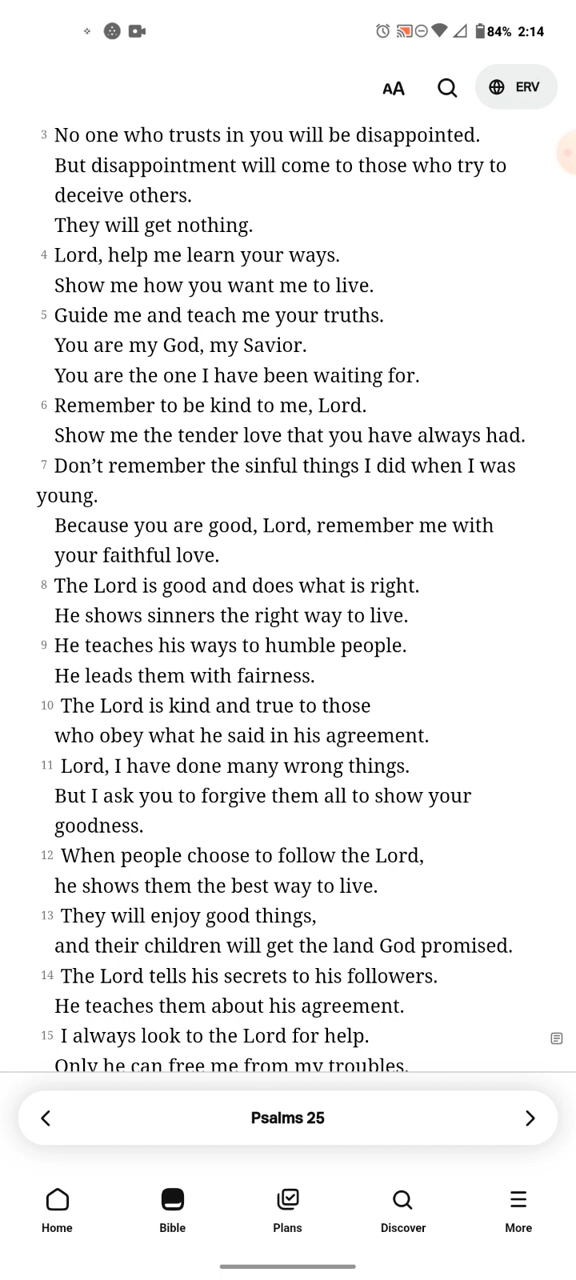 84% 2:14
AA
ERV
3 No one who trusts in you will be disappointed.
But disappointment will come to those who try to
deceive others.
They will get nothing.
4 Lord, help me learn your ways.
Show me how you want me to live.
5 Guide me and teach me your truths.
You are my God, my Savior.
You are the one I have been waiting for.
6 Remember to be kind to me, Lord.
Show me the tender love that you have always had.
7 Don’t remember the sinful things I did when I was
young.
Because you are good, Lord, remember me with
your faithful love.
8 The Lord is good and does what is right.
He shows sinners the right way to live.
9 He teaches his ways to humble people.
He leads them with fairness.
10 The Lord is kind and true to those
who obey what he said in his agreement.
11 Lord, I have done many wrong things.
But I ask you to forgive them all to show your
goodness.
12 When people choose to follow the Lord,
he shows them the best way to live.
13 They will enjoy good things,
and their children will get the land God promised.
14 The Lord tells his secrets to his followers.
He teaches them about his agreement.
15 I always look to the Lord for help.
Only he can free me from my troubles.
Psalms 25
Home Bible Plans Discover More